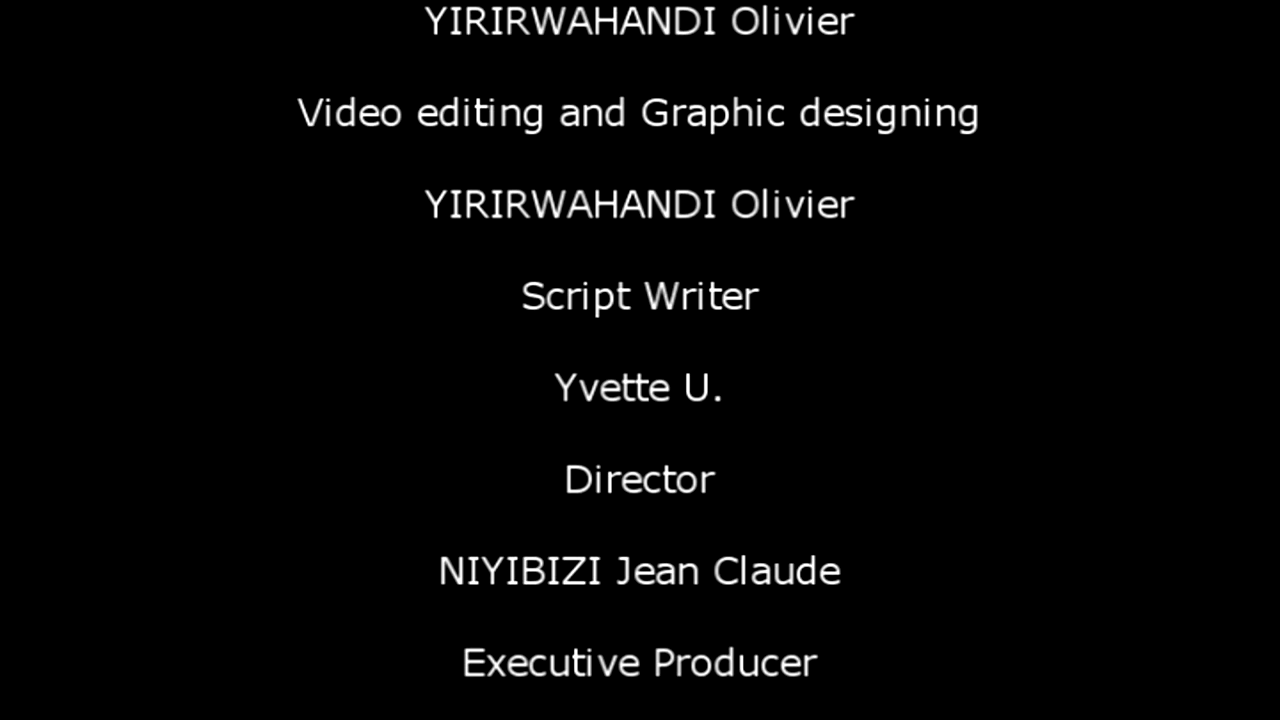 YIRIRWAHANDI Olivier
Video editing and Graphic designing
YIRIRWAHANDI Olivier
Script Writer
Yvette U.
Director
NIYIBIZI Jean Claude
Executive Producer